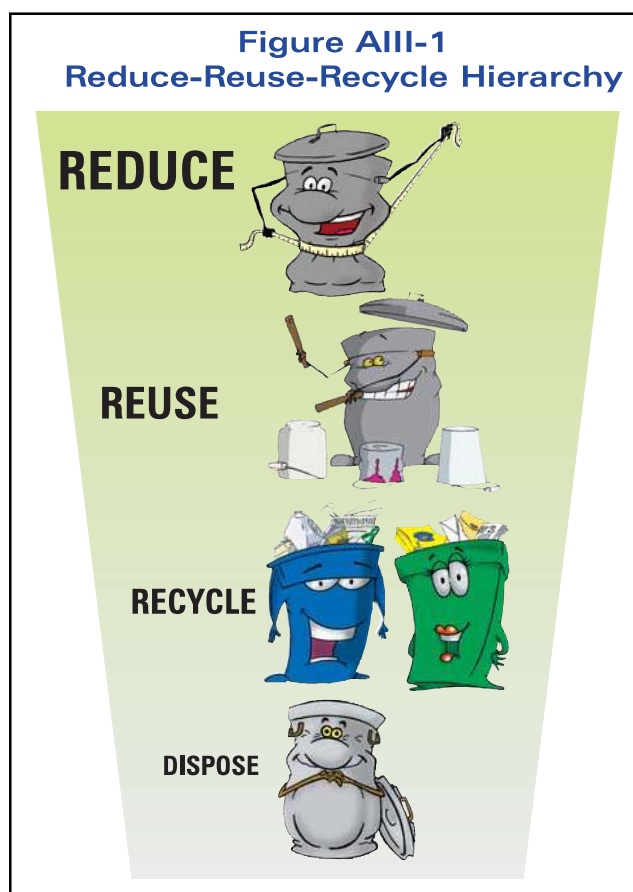 Figure AIII-1
Reduce-Reuse-Recycle Hierarchy
REDUCE
REUSE
RECYCLE
DISPOSE